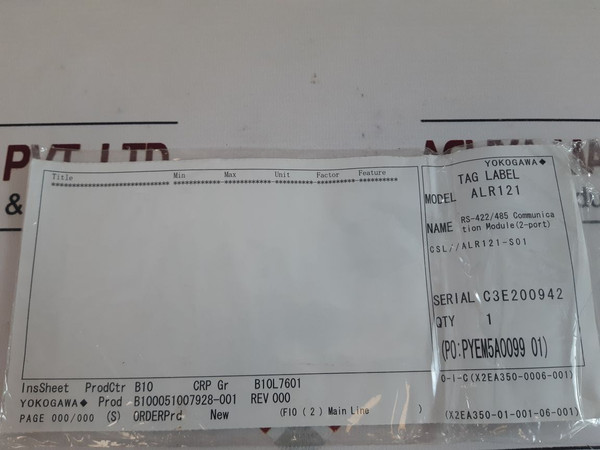 PVT. LTD
&
YOKOGAWA◆
TAG LABEL
MODEL ALR121
NAME RS-422/485 Communica
tion Module(2-port)
CSL//ALR121-S01
SERIAL C3E200942
QTY 1
(PO:PYEM5A0099 01)
O-I-C(X2EA350-0006-001)
(X2EA350-01-001-06-001)
Title Min Max Unit Factor Feature
InsSheet ProdCtr B10 CRP Gr B10L7601
YOKOGAWA◆ Prod B100051007928-001 REV 000
PAGE 000/000 (S) ORDERPrd New (FIO ( 2 ) Main Line )